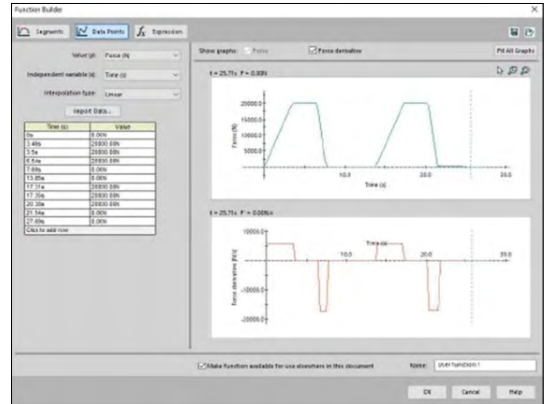 Function Builder
Segments
Data Points
Expression
Value (y): Force (N)
Independent variable (x): Time (s)
Interpolation type: Linear
Import Data...
Time (s) Value
0s 0.00N
3.46s 20000.00N
3.5s 20000.00N
6.54s 20000.00N
7.69s 0.00N
13.85s 0.00N
17.31s 20000.00N
17.35s 20000.00N
20.38s 20000.00N
21.54s 0.00N
27.69s 0.00N
Click to add row
Show graphs: Force Force derivative
Fit All Graphs
t = 25.71s F = 0.00N
Force (N)
20000.0
15000.0
10000.0
5000.0
10.0 20.0 30.0
Time (s)
t = 25.71s F' = 0.00N/s
Force derivative (N/s)
10000.0
-10000.0
-20000.0
Time (s)
10.0 20.0 30.0
Make function available for use elsewhere in this document
Name: User function 1
OK Cancel Help